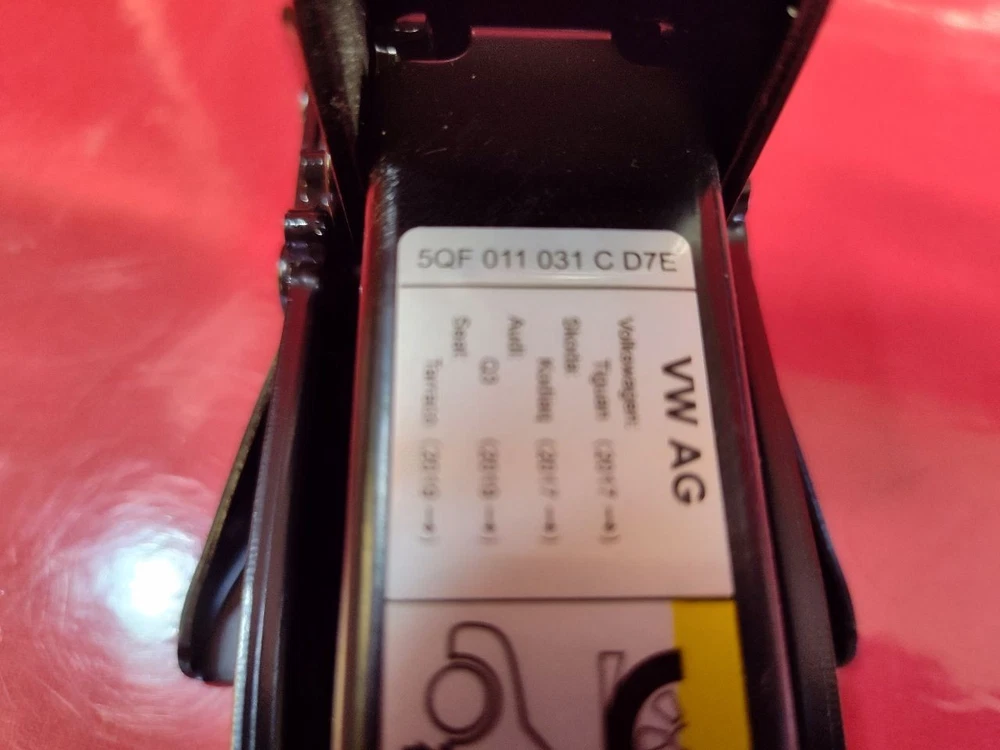 5QF 011 031 C D7E
VW AG
Volkswagen:
Tiguan (2017→)
Skoda:
Kodiaq (2017→)
Audi:
Q3 (2019→)
Seat:
Tarraco (2019→)